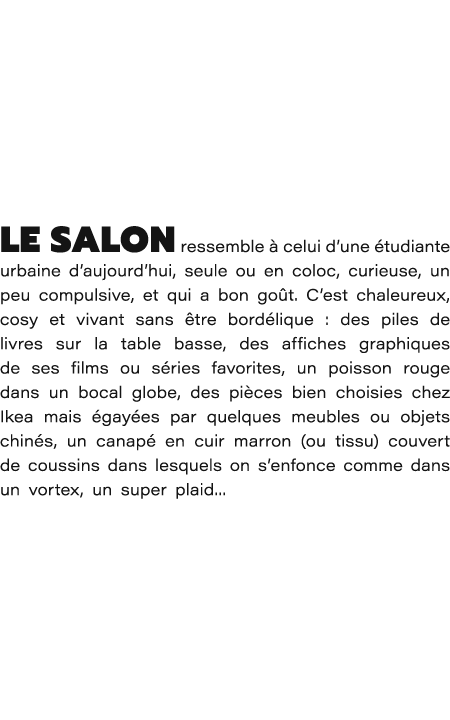 LE SALON ressemble à celui d’une étudiante
urbaine d’aujourd’hui, seule ou en coloc, curieuse, un
peu compulsive, et qui a bon goût. C’est chaleureux,
cosy et vivant sans être bordélique : des piles de
livres sur la table basse, des affiches graphiques
de ses films ou séries favorites, un poisson rouge
dans un bocal globe, des pièces bien choisies chez
Ikea mais égayées par quelques meubles ou objets
chinés, un canapé en cuir marron (ou tissu) couvert
de coussins dans lesquels on s’enfonce comme dans
un vortex, un super plaid...